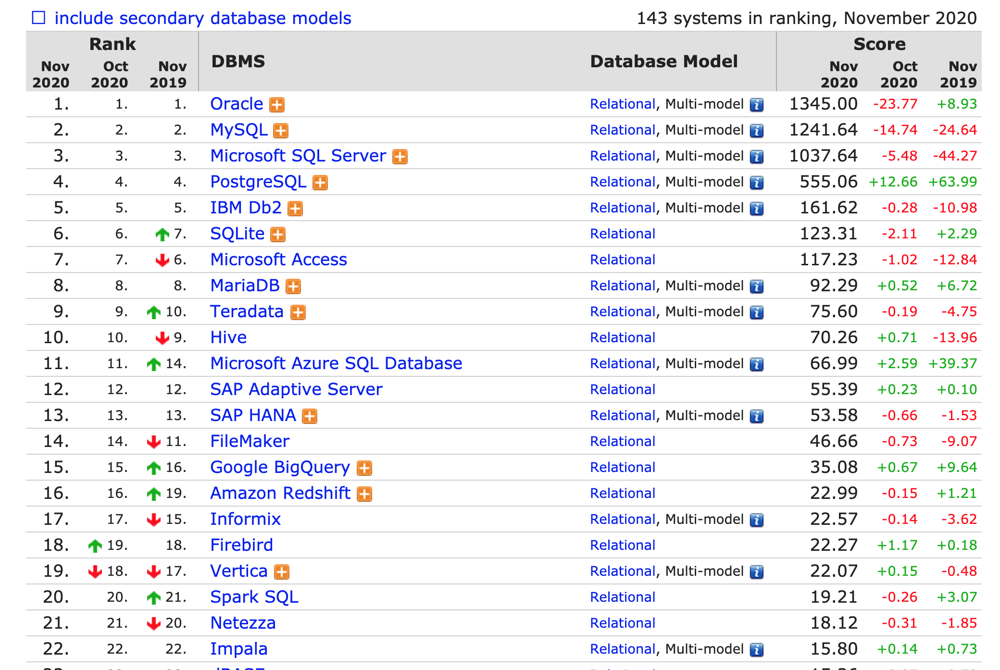 include secondary database models 143 systems in ranking, November 2020
Rank DBMS Database Model Score
Nov 2020 Oct 2020 Nov 2019 Nov 2020 Oct 2020 Nov 2019
1. 1. 1. Oracle Relational, Multi-model 1345.00 -23.77 +8.93
2. 2. 2. MySQL Relational, Multi-model 1241.64 -14.74 -24.64
3. 3. 3. Microsoft SQL Server Relational, Multi-model 1037.64 -5.48 -44.27
4. 4. 4. PostgreSQL Relational, Multi-model 555.06 +12.66 +63.99
5. 5. 5. IBM Db2 Relational, Multi-model 161.62 -0.28 -10.98
6. 6. 7. SQLite Relational 123.31 -2.11 +2.29
7. 7. 6. Microsoft Access Relational 117.23 -1.02 -12.84
8. 8. 8. MariaDB Relational, Multi-model 92.29 +0.52 +6.72
9. 9. 10. Teradata Relational, Multi-model 75.60 -0.19 -4.75
10. 10. 9. Hive Relational 70.26 +0.71 -13.96
11. 11. 14. Microsoft Azure SQL Database Relational, Multi-model 66.99 +2.59 +39.37
12. 12. 12. SAP Adaptive Server Relational 55.39 +0.23 +0.10
13. 13. 13. SAP HANA Relational, Multi-model 53.58 -0.66 -1.53
14. 14. 11. FileMaker Relational 46.66 -0.73 -9.07
15. 15. 16. Google BigQuery Relational 35.08 +0.67 +9.64
16. 16. 19. Amazon Redshift Relational 22.99 -0.15 +1.21
17. 17. 15. Informix Relational, Multi-model 22.57 -0.14 -3.62
18. 19. 18. Firebird Relational 22.27 +1.17 +0.18
19. 18. 17. Vertica Relational, Multi-model 22.07 +0.15 -0.48
20. 20. 21. Spark SQL Relational 19.21 -0.26 +3.07
21. 21. 20. Netezza Relational 18.12 -0.31 -1.85
22. 22. 22. Impala Relational, Multi-model 15.80 +0.14 +0.73